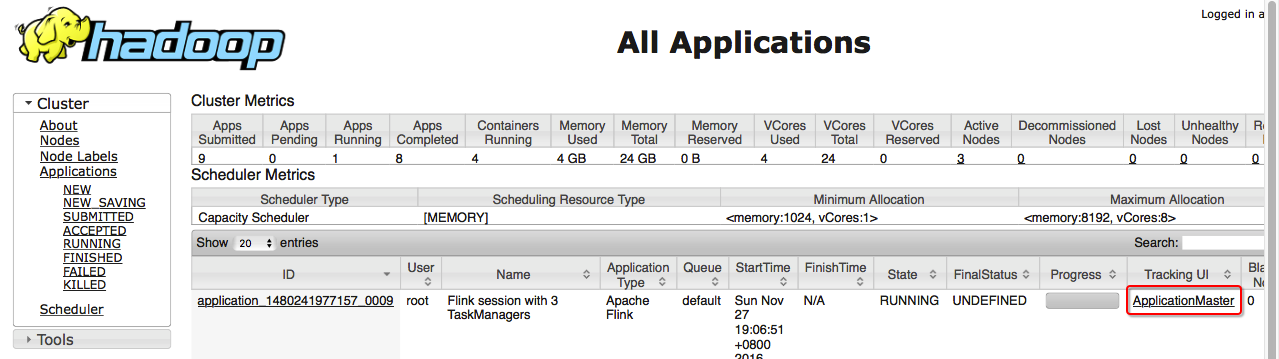 hadoop
Logged in a
All Applications
Cluster
About
Nodes
Node Labels
Applications
NEW
NEW_SAVING
SUBMITTED
ACCEPTED
RUNNING
FINISHED
FAILED
KILLED
Scheduler
Tools
Cluster Metrics
Apps Submitted Apps Pending Apps Running Apps Completed Containers Running Memory Used Memory Total Memory Reserved VCores Used VCores Total VCores Reserved Active Nodes Decommissioned Nodes Lost Nodes Unhealthy Nodes R
9 0 1 8 4 4 GB 24 GB 0 B 4 24 0 3 0 0 0 0
Scheduler Metrics
Scheduler Type Scheduling Resource Type Minimum Allocation Maximum Allocation
Capacity Scheduler [MEMORY] <memory:1024, vCores:1> <memory:8192, vCores:8>
Show 20 entries Search:
ID User Name Application Type Queue StartTime FinishTime State FinalStatus Progress Tracking UI Bla
application_1480241977157_0009 root Flink session with 3 Apache default Sun Nov N/A RUNNING UNDEFINED ApplicationMaster 0
TaskManagers Flink 27
19:06:51
+0800
2016